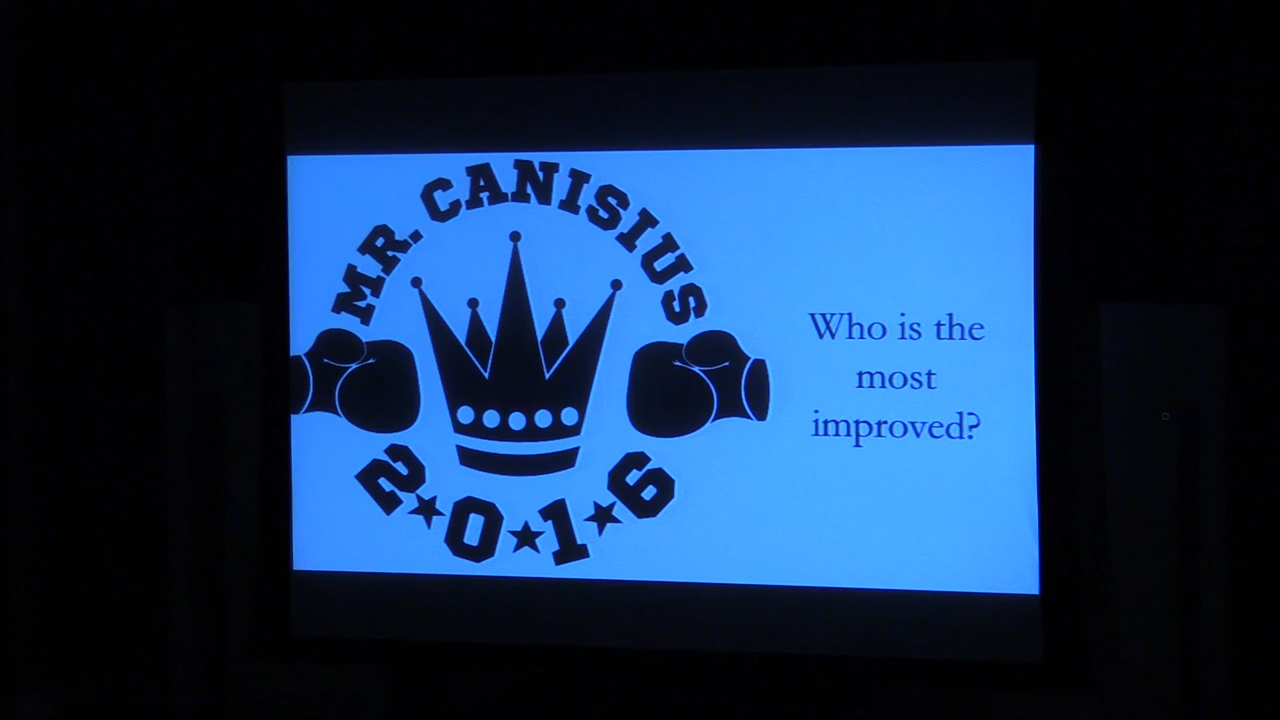 MR. CANISIUS
2★0★1★6
Who is the
most
improved?